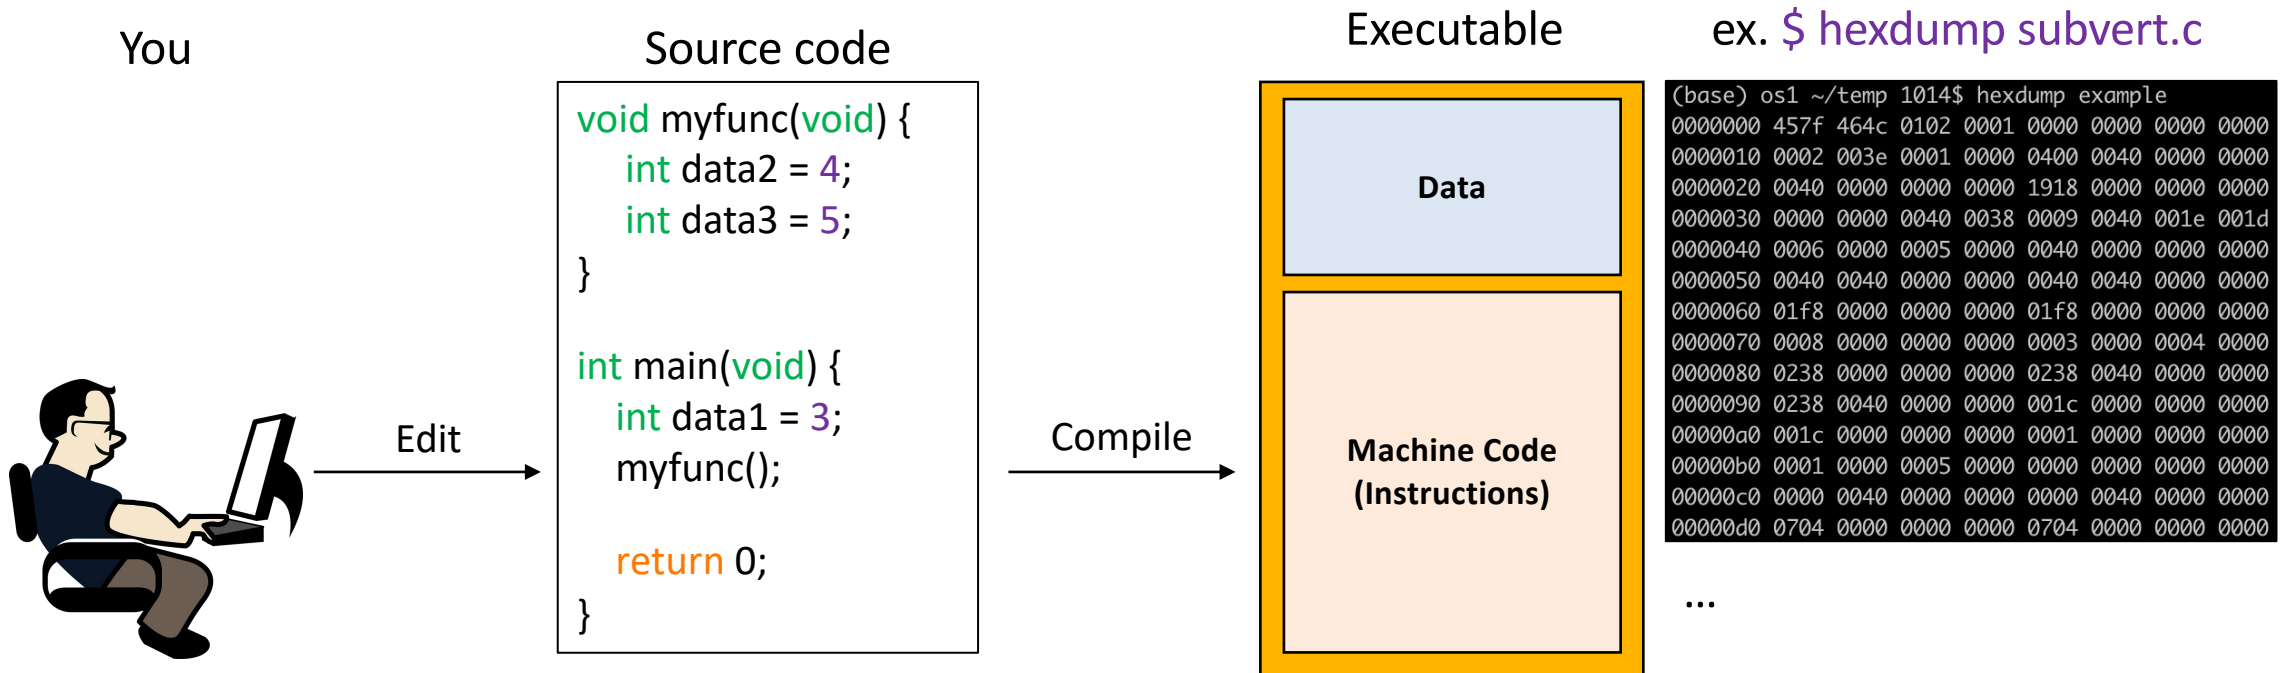 You
Source code
void myfunc(void) {
int data2 = 4;
int data3 = 5;
}
int main(void) {
int data1 = 3;
myfunc();
return 0;
}
Edit
Compile
Executable
Data
Machine Code
(Instructions)
ex. $ hexdump subvert.c
(base) os1 ~/temp 1014$ hexdump example
0000000 457f 464c 0102 0001 0000 0000 0000 0000
0000010 0002 003e 0001 0000 0400 0040 0000 0000
0000020 0040 0000 0000 0000 1918 0000 0000 0000
0000030 0000 0000 0040 0038 0009 0040 001e 001d
0000040 0006 0000 0005 0000 0040 0000 0000 0000
0000050 0040 0040 0000 0000 0040 0040 0000 0000
0000060 01f8 0000 0000 0000 01f8 0000 0000 0000
0000070 0008 0000 0000 0000 0003 0000 0004 0000
0000080 0238 0000 0000 0000 0238 0040 0000 0000
0000090 0238 0040 0000 0000 001c 0000 0000 0000
00000a0 001c 0000 0000 0000 0001 0000 0000 0000
00000b0 0001 0000 0005 0000 0000 0000 0000 0000
00000c0 0000 0040 0000 0000 0000 0040 0000 0000
00000d0 0704 0000 0000 0000 0704 0000 0000 0000
...